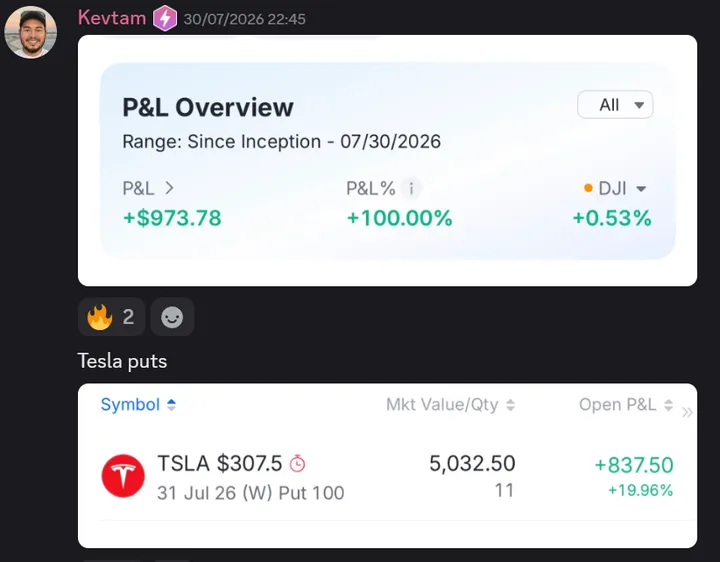 Kevtam 30/07/2026 22:45
P&L Overview
All
Range: Since Inception - 07/30/2026
P&L P&L% DJI
+$973.78 +100.00% +0.53%
2
Tesla puts
Symbol Mkt Value/Qty Open P&L
TSLA $307.5 5,032.50 +837.50
31 Jul 26 (W) Put 100 11 +19.96%